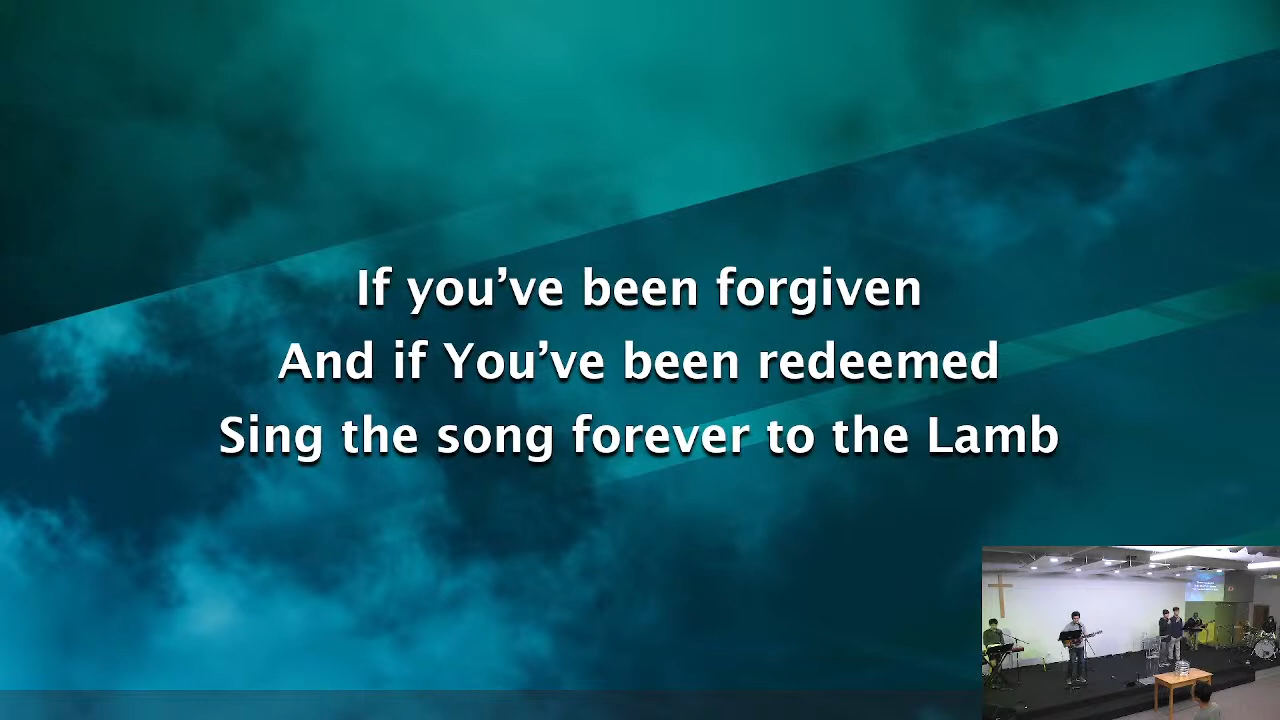 If you’ve been forgiven
And if You’ve been redeemed
Sing the song forever to the Lamb